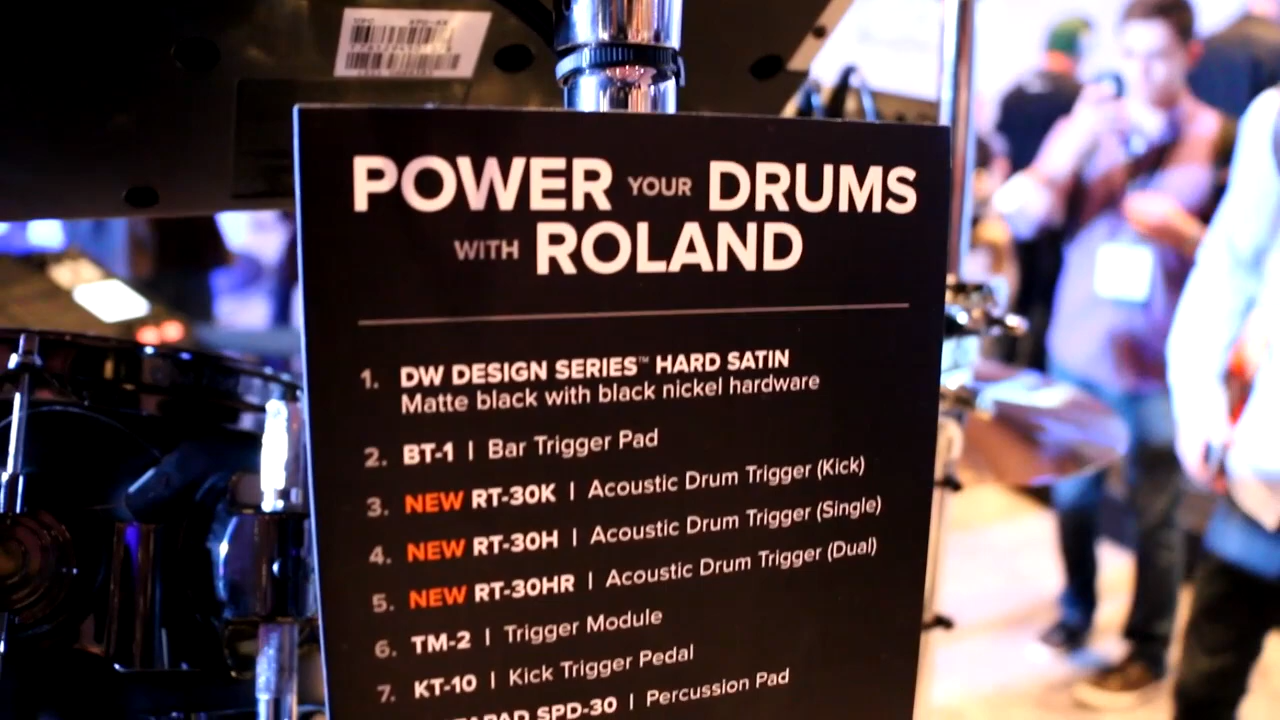 POWER YOUR DRUMS
WITH ROLAND
1. DW DESIGN SERIES™ HARD SATIN
Matte black with black nickel hardware
2. BT-1 | Bar Trigger Pad
3. NEW RT-30K | Acoustic Drum Trigger (Kick)
4. NEW RT-30H | Acoustic Drum Trigger (Single)
5. NEW RT-30HR | Acoustic Drum Trigger (Dual)
6. TM-2 | Trigger Module
7. KT-10 | Kick Trigger Pedal
SPD-30 | Percussion Pad